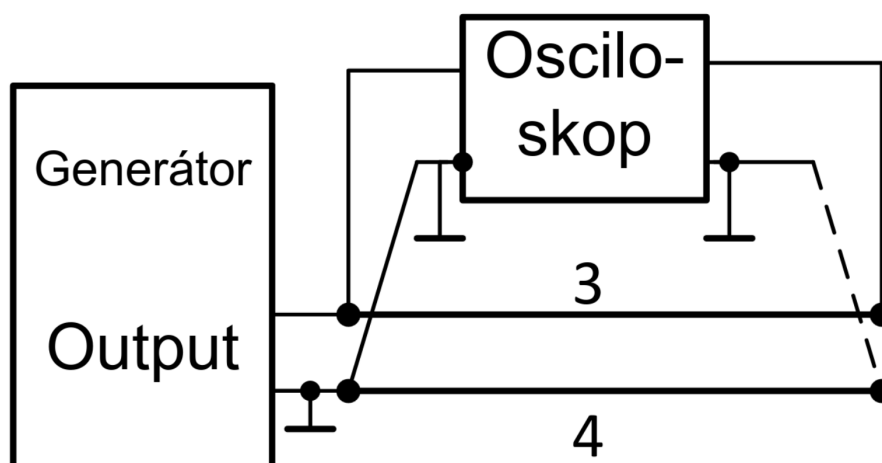 Oscilo-
skop
Generátor
3
Output
4